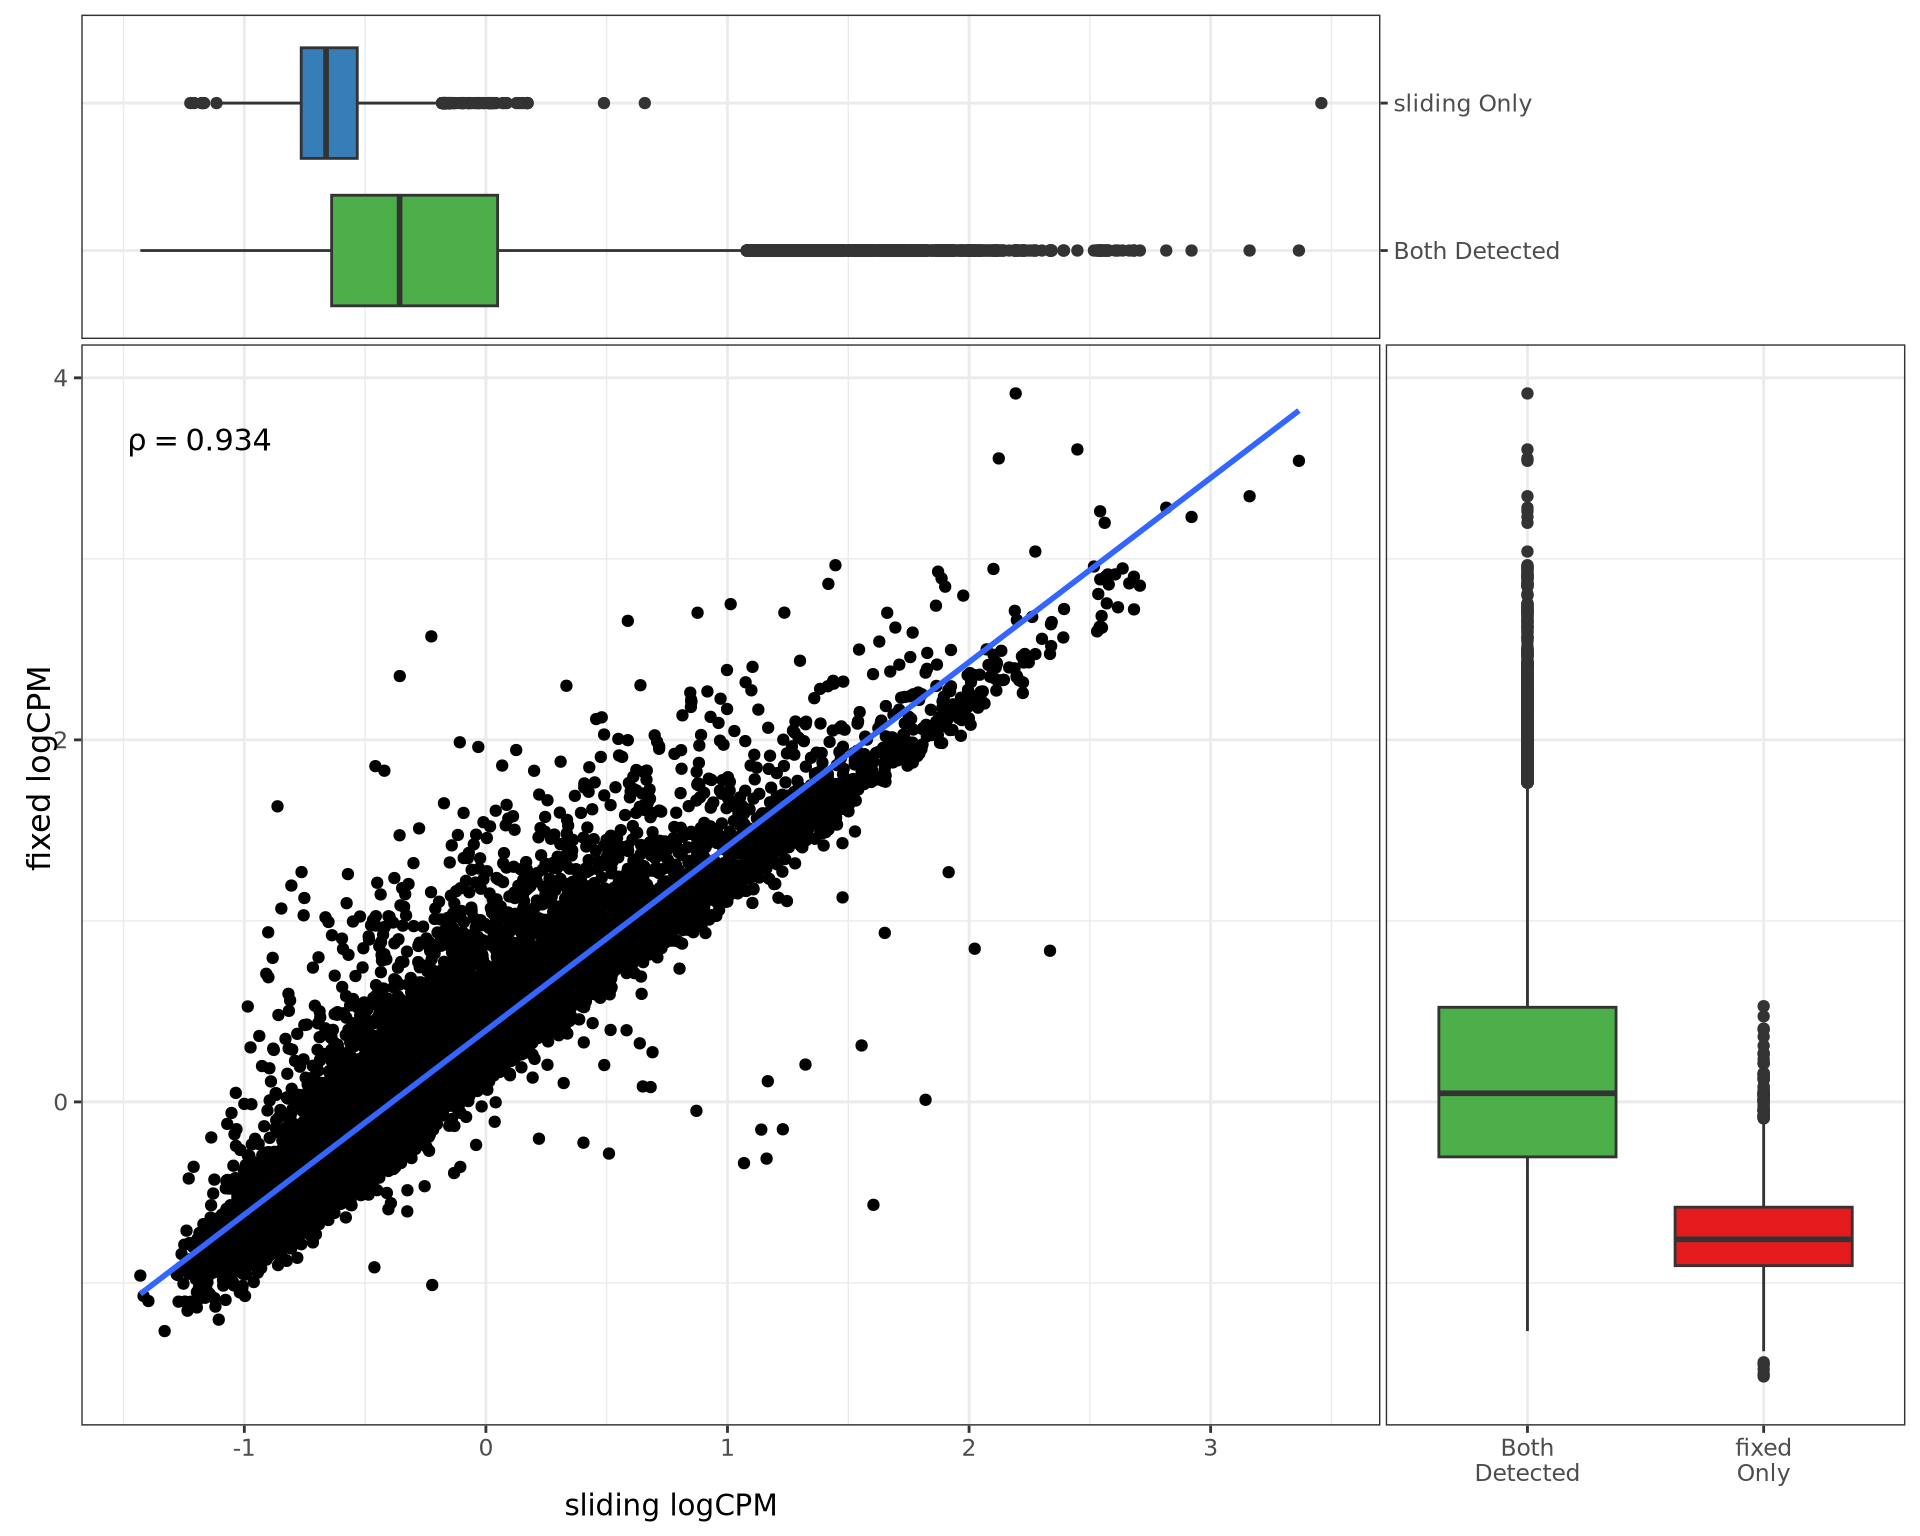 sliding Only
Both Detected
4
ρ = 0.934
2
0
fixed logCPM
-1
0
1
2
3
Both
Detected
fixed
Only
sliding logCPM